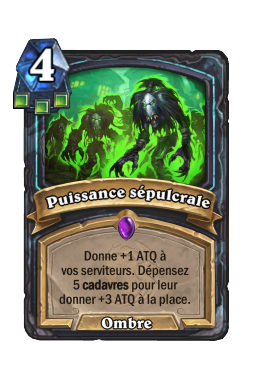 4
Puissance sépulcrale
Donne +1 ATQ à
vos serviteurs. Dépensez
5 cadavres pour leur
donner +3 ATQ à la place.
Ombre